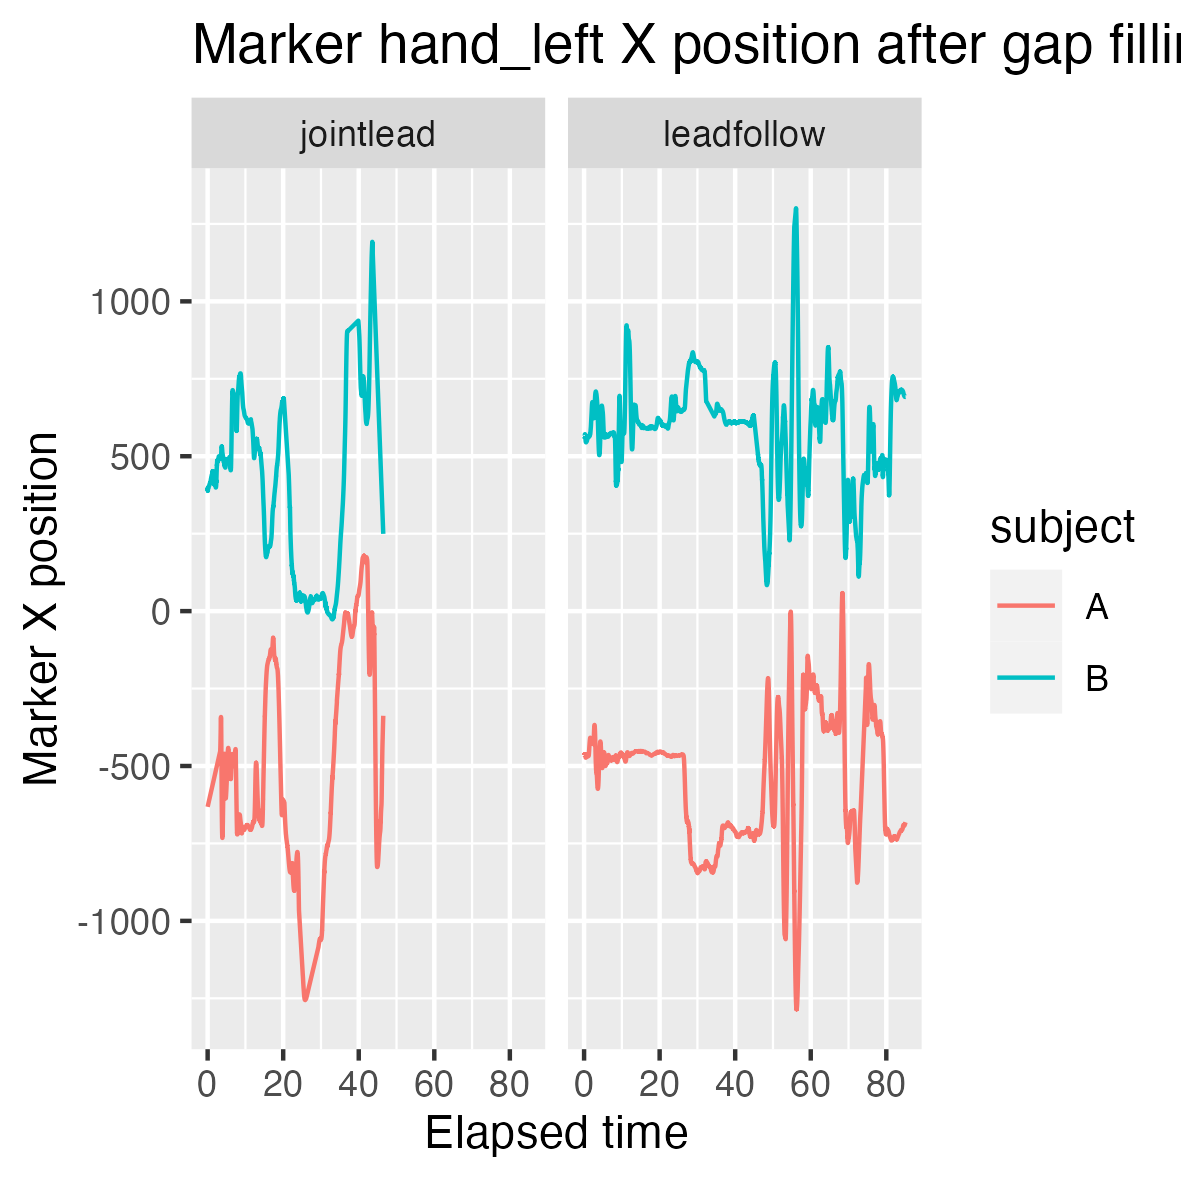 Marker hand_left X position after gap filli
jointlead
leadfollow
Marker X position
1000
500
0
-500
-1000
0 20 40 60 80
0 20 40 60 80
Elapsed time
subject
A
B